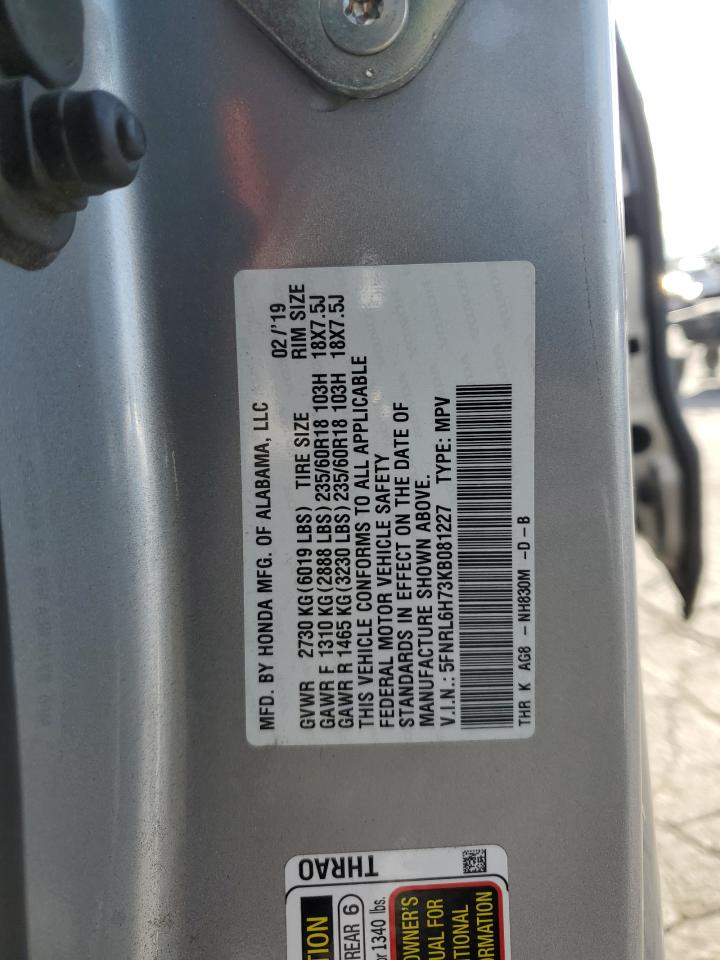 MFD. BY HONDA MFG. OF ALABAMA, LLC 02/'19
GVWR 2730 KG(6019 LBS) TIRE SIZE RIM SIZE
GAWR F 1310 KG(2888 LBS)235/60R18 103H 18X7.5J
GAWR R 1465 KG(3230 LBS)235/60R18 103H 18X7.5J
THIS VEHICLE CONFORMS TO ALL APPLICABLE
FEDERAL MOTOR VEHICLE SAFETY
STANDARDS IN EFFECT ON THE DATE OF
MANUFACTURE SHOWN ABOVE.
V.I.N.: 5FNRL6H73KB081227 TYPE: MPV
THR K AG8 - NH830M -D-B
THRAO
TION
REAR 6
or 1340 lbs.
OWNER'S
UAL FOR
TIONAL
RMATION